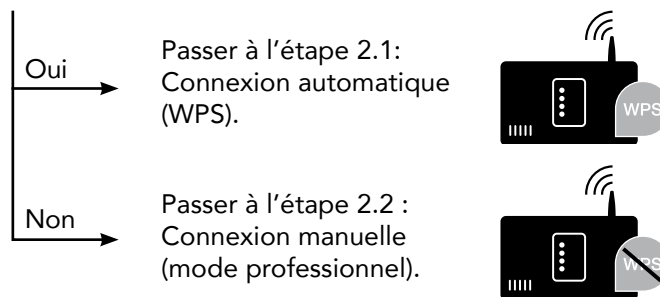 Oui
Passer à l'étape 2.1:
Connexion automatique
(WPS).
WPS
Non
Passer à l'étape 2.2 :
Connexion manuelle
(mode professionnel).
WPS